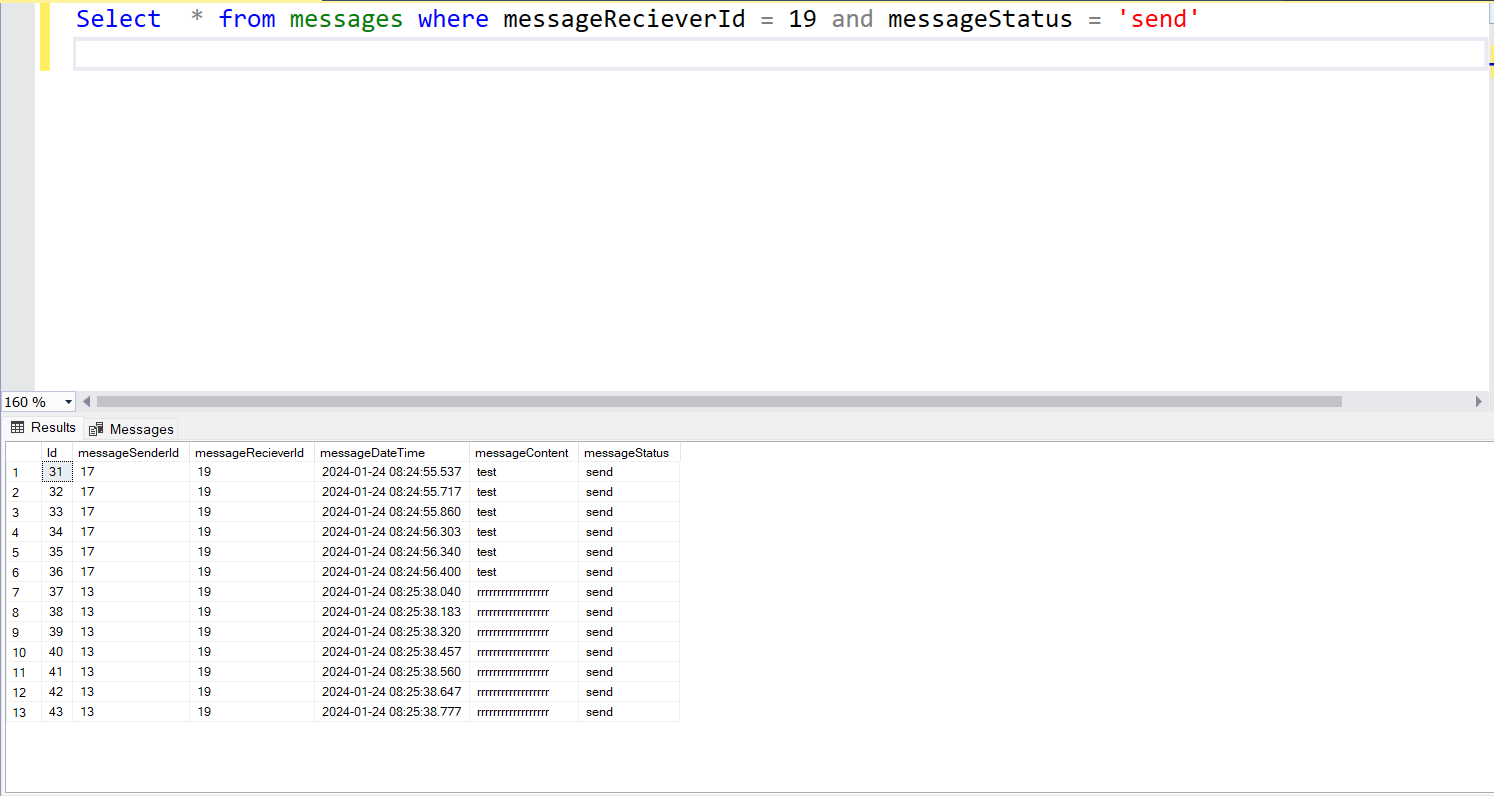 Select  * from messages where messageRecieverId = 19 and messageStatus = 'send'
160 %
Results Messages
Id messageSenderId messageRecieverId messageDateTime messageContent messageStatus
1 31 17 19 2024-01-24 08:24:55.537 test send
2 32 17 19 2024-01-24 08:24:55.717 test send
3 33 17 19 2024-01-24 08:24:55.860 test send
4 34 17 19 2024-01-24 08:24:56.303 test send
5 35 17 19 2024-01-24 08:24:56.340 test send
6 36 17 19 2024-01-24 08:24:56.400 test send
7 37 13 19 2024-01-24 08:25:38.040 rrrrrrrrrrrrrrrrrr send
8 38 13 19 2024-01-24 08:25:38.183 rrrrrrrrrrrrrrrrrr send
9 39 13 19 2024-01-24 08:25:38.320 rrrrrrrrrrrrrrrrrr send
10 40 13 19 2024-01-24 08:25:38.457 rrrrrrrrrrrrrrrrrr send
11 41 13 19 2024-01-24 08:25:38.560 rrrrrrrrrrrrrrrrrr send
12 42 13 19 2024-01-24 08:25:38.647 rrrrrrrrrrrrrrrrrr send
13 43 13 19 2024-01-24 08:25:38.777 rrrrrrrrrrrrrrrrrr send